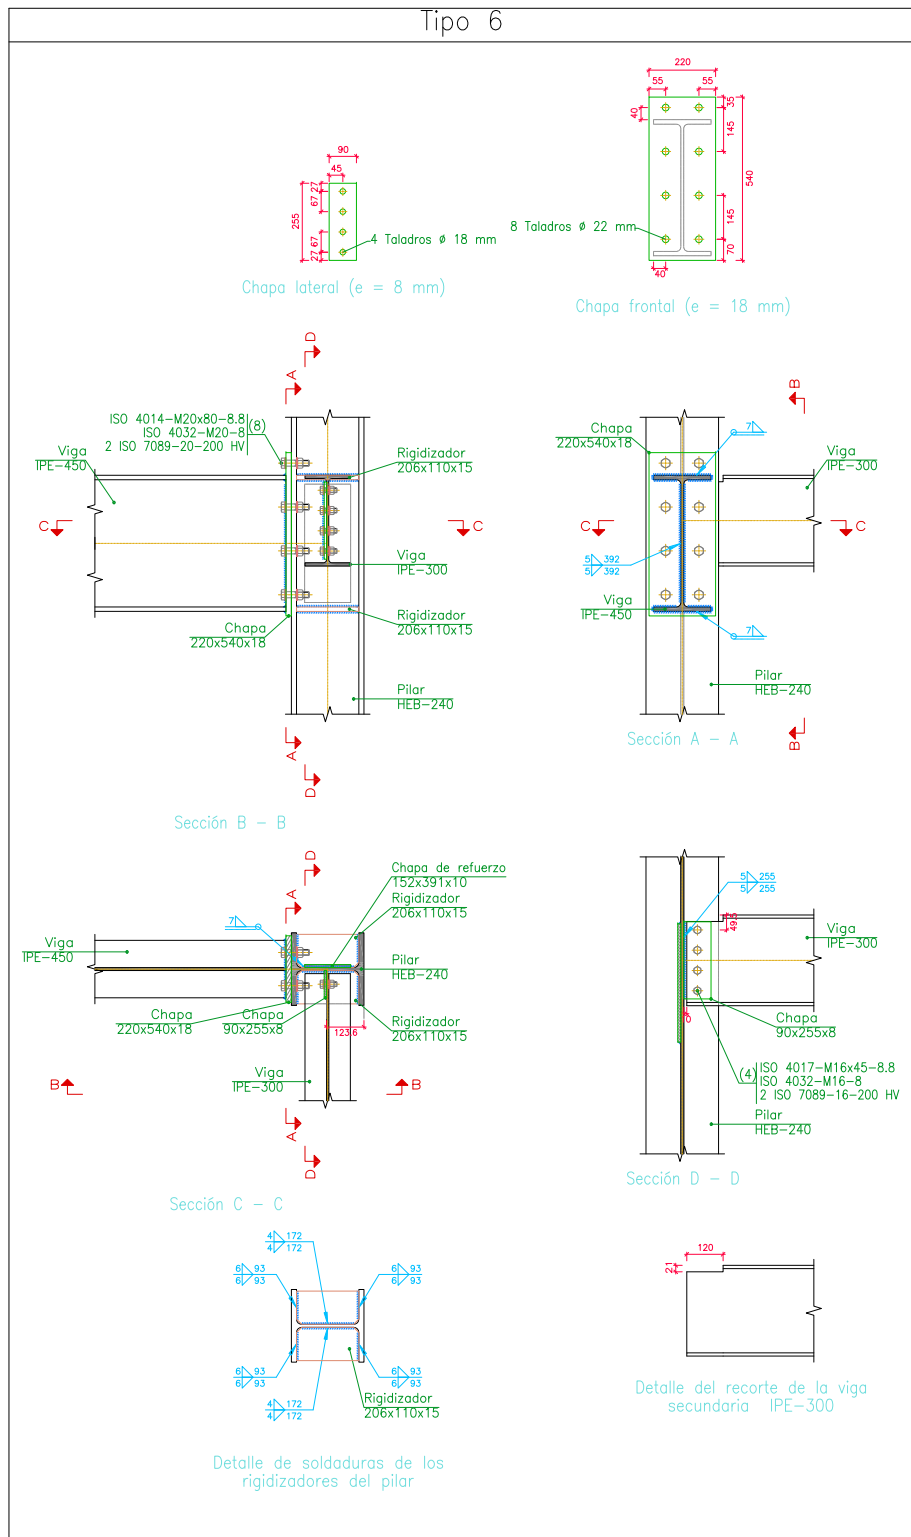 Tipo 6
220
55
55
40
35
145
540
145
70
40
8 Taladros ø 22 mm
Chapa frontal (e = 18 mm)
90
45
27
67
255
67
27
4 Taladros ø 18 mm
Chapa lateral (e = 8 mm)
D
A
ISO 4014-M20x80-8.8
ISO 4032-M20-8
2 ISO 7089-20-200 HV
(8)
Viga
IPE-450
Rigidizador
206x110x15
C
C
Viga
IPE-300
Chapa
220x540x18
Rigidizador
206x110x15
Pilar
HEB-240
A
D
Sección B - B
B
7
Chapa
220x540x18
Viga
IPE-300
C
C
5 392
5 392
Viga
IPE-450
7
Pilar
HEB-240
B
Sección A - A
D
A
Chapa de refuerzo
152x391x10
Rigidizador
206x110x15
7
Viga
IPE-450
Pilar
HEB-240
Chapa
220x540x18
Chapa
90x255x8
Rigidizador
206x110x15
123.6
Viga
IPE-300
B
B
A
D
Sección C - C
5 255
5 255
49.5
Viga
IPE-300
0
Chapa
90x255x8
(4)
ISO 4017-M16x45-8.8
ISO 4032-M16-8
2 ISO 7089-16-200 HV
Pilar
HEB-240
Sección D - D
4 172
4 172
6 93
6 93
6 93
6 93
6 93
6 93
6 93
6 93
4 172
4 172
Rigidizador
206x110x15
Detalle de soldaduras de los
rigidizadores del pilar
120
21
Detalle del recorte de la viga
secundaria IPE-300